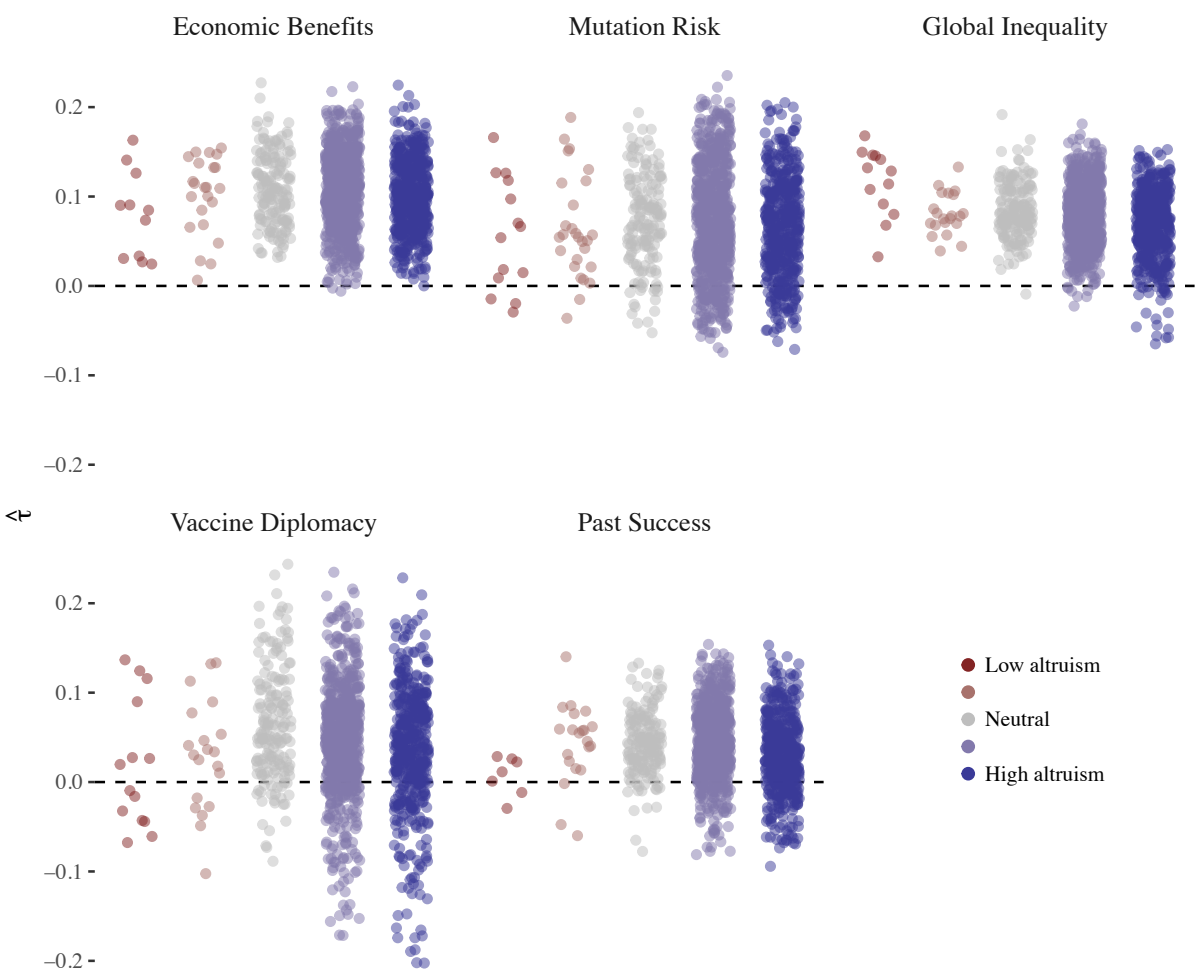 Economic Benefits
Mutation Risk
Global Inequality
0.2
0.1
0.0
−0.1
−0.2
τ̂
Vaccine Diplomacy
Past Success
0.2
0.1
0.0
−0.1
−0.2
Low altruism
Neutral
High altruism